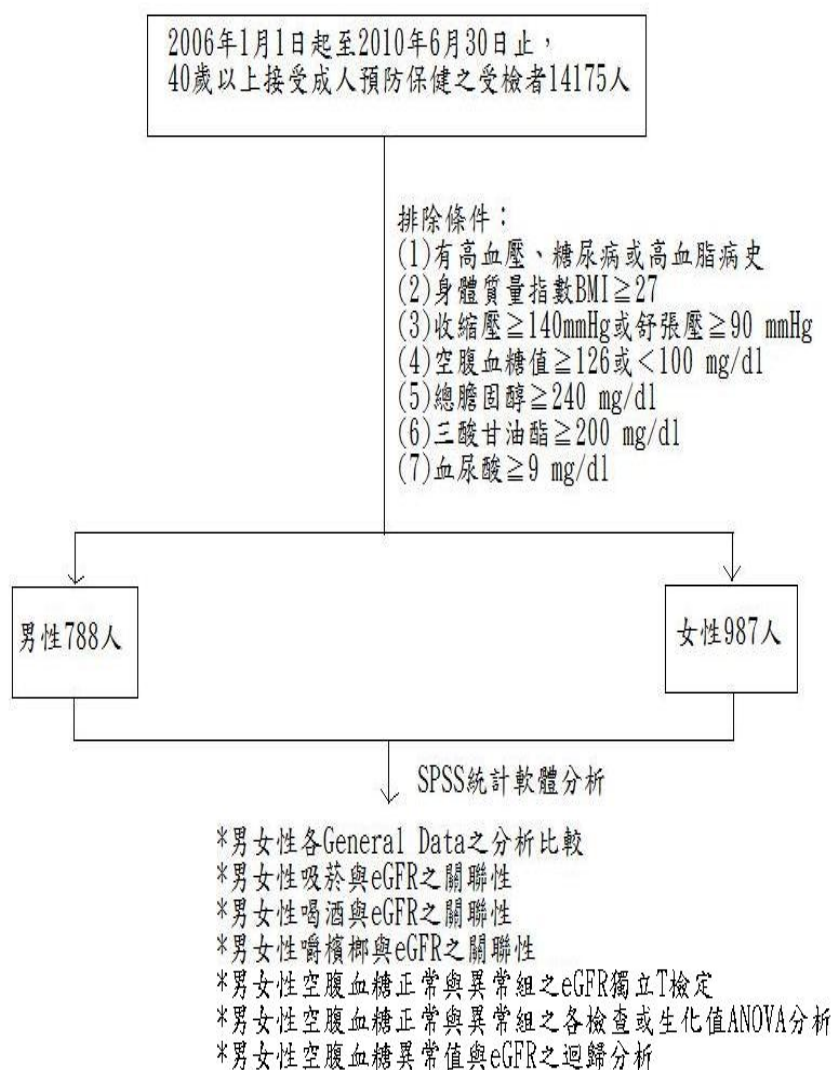 2006年1月1日起至2010年6月30日止，
40歲以上接受成人預防保健之受檢者14175人
排除條件：
(1)有高血壓、糖尿病或高血脂病史
(2)身體質量指數BMI≧27
(3)收縮壓≧140mmHg或舒張壓≧90 mmHg
(4)空腹血糖值≧126或<100 mg/dl
(5)總膽固醇≧240 mg/dl
(6)三酸甘油酯≧200 mg/dl
(7)血尿酸≧9 mg/dl
男性788人
女性987人
SPSS統計軟體分析
*男女性各General Data之分析比較
*男女性吸菸與eGFR之關聯性
*男女性喝酒與eGFR之關聯性
*男女性嚼檳榔與eGFR之關聯性
*男女性空腹血糖正常與異常組之eGFR獨立T檢定
*男女性空腹血糖正常與異常組之各檢查或生化值ANOVA分析
*男女性空腹血糖異常值與eGFR之迴歸分析